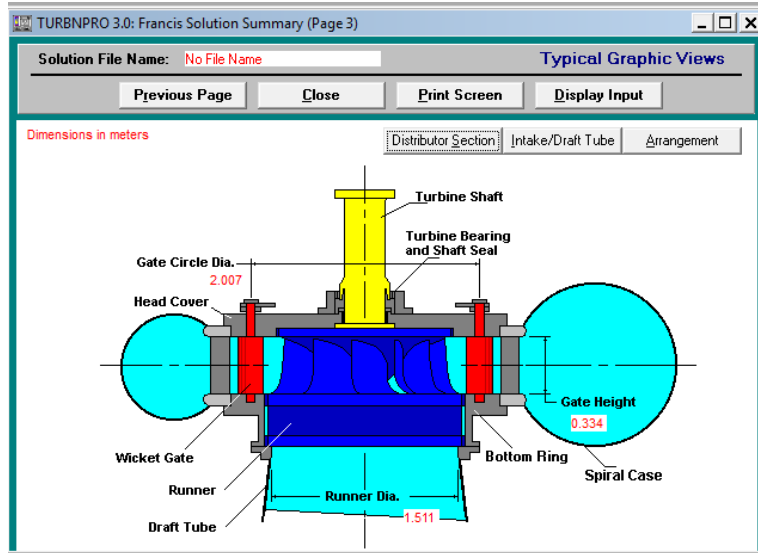 TURBNPRO 3.0: Francis Solution Summary (Page 3)
Solution File Name: No File Name
Typical Graphic Views
Previous Page
Close
Print Screen
Display Input
Dimensions in meters
Distributor Section
Intake/Draft Tube
Arrangement
Turbine Shaft
Turbine Bearing
and Shaft Seal
Gate Circle Dia.
2.007
Head Cover
Gate Height
0.334
Wicket Gate
Bottom Ring
Spiral Case
Runner
Runner Dia.
1.511
Draft Tube